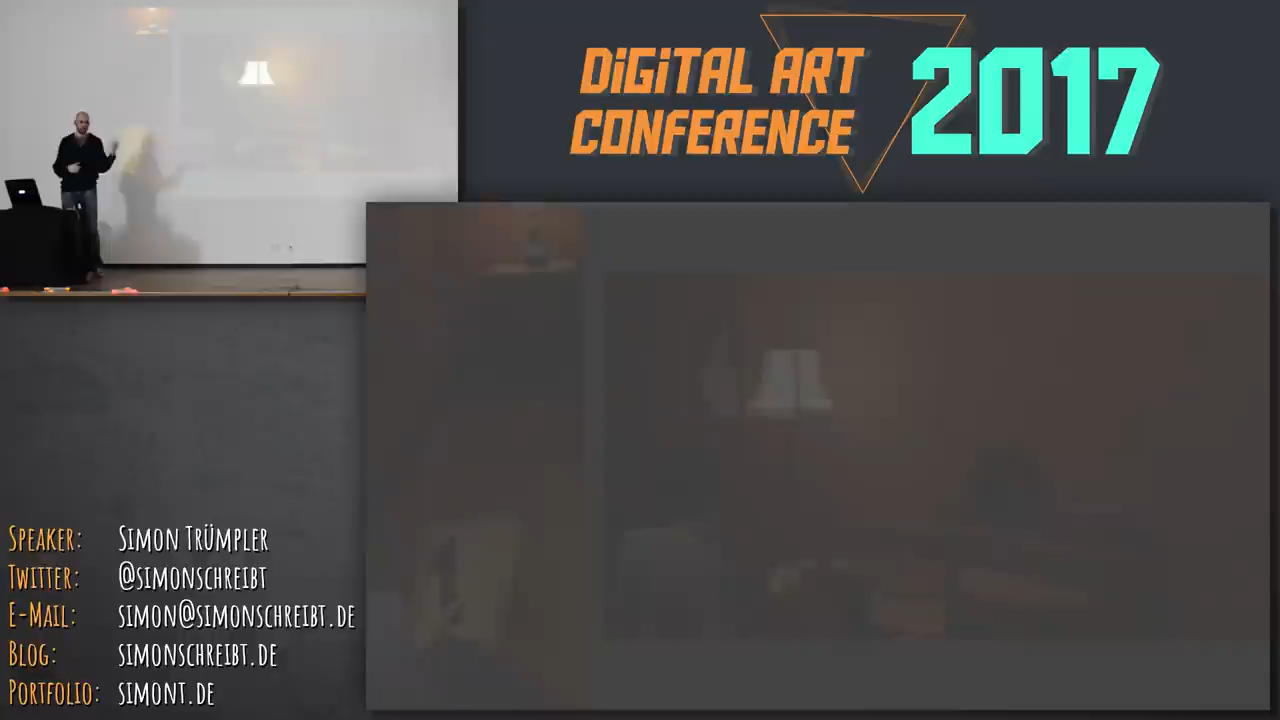 DiGiTAL ART
CONFERENCE
2017
SPEAKER: SIMON TRÜMPLER
TWITTER: @SIMONSCHREIBT
E-MAIL: SIMON@SIMONSCHREIBT.DE
BLOG: SIMONSCHREIBT.DE
PORTFOLIO: SIMONT.DE